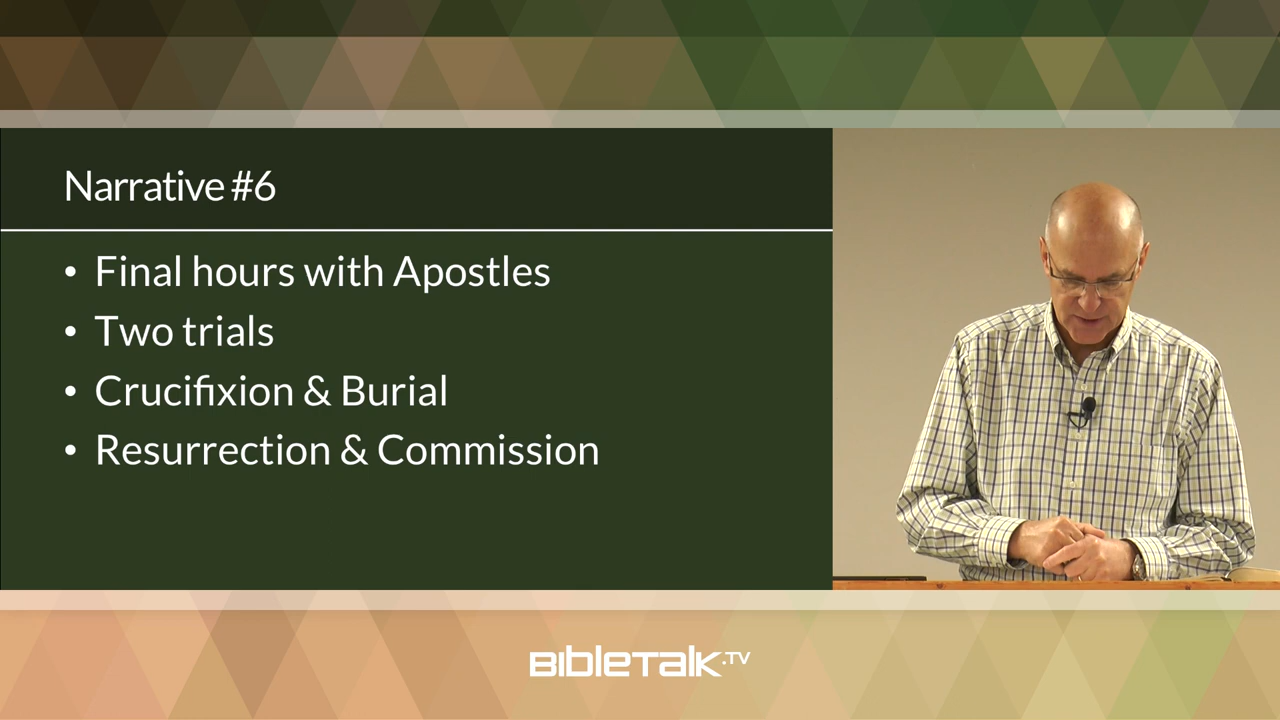 Narrative #6
• Final hours with Apostles
• Two trials
• Crucifixion & Burial
• Resurrection & Commission
BIBLETALK.TV